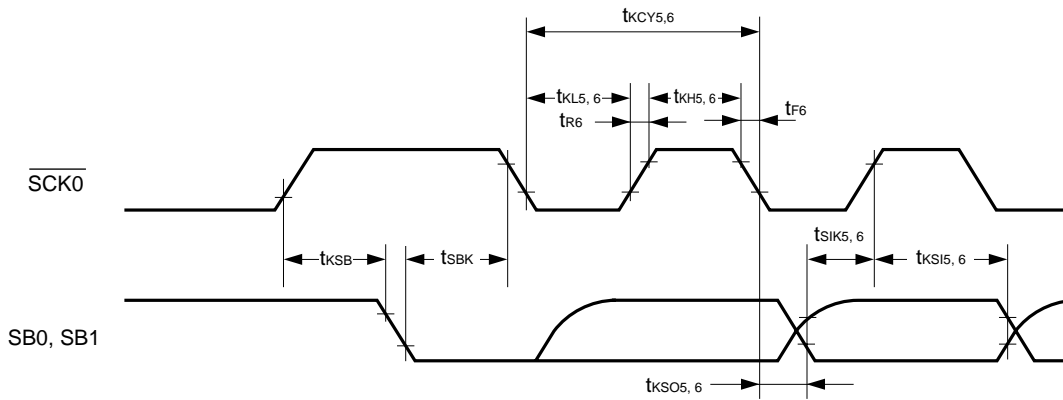 tKCY5,6
tKL5, 6
tKH5, 6
tR6
tF6
SCK0
tSIK5, 6
tKSB
tSBK
tKSI5, 6
SB0, SB1
tKSO5, 6